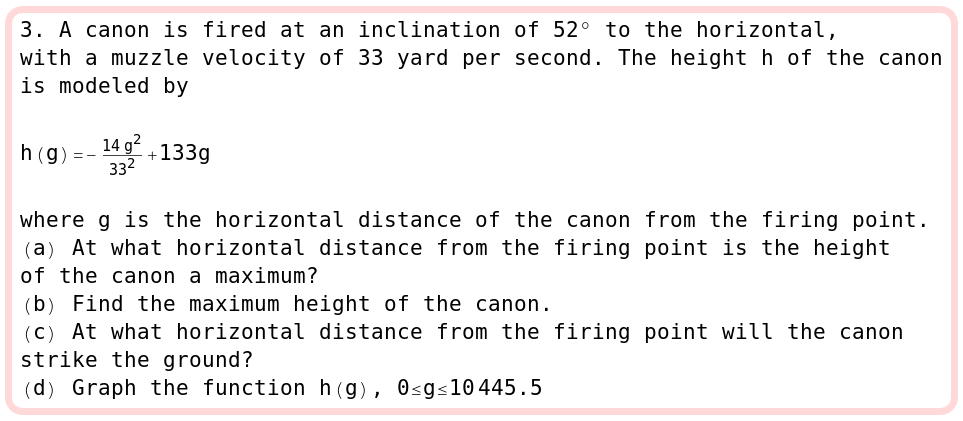 3. A canon is fired at an inclination of 52° to the horizontal,
with a muzzle velocity of 33 yard per second. The height h of the canon
is modeled by
h(g)=-\frac{14 g^2}{33^2}+133g
where g is the horizontal distance of the canon from the firing point.
(a) At what horizontal distance from the firing point is the height
of the canon a maximum?
(b) Find the maximum height of the canon.
(c) At what horizontal distance from the firing point will the canon
strike the ground?
(d) Graph the function h(g), 0≤g≤10445.5